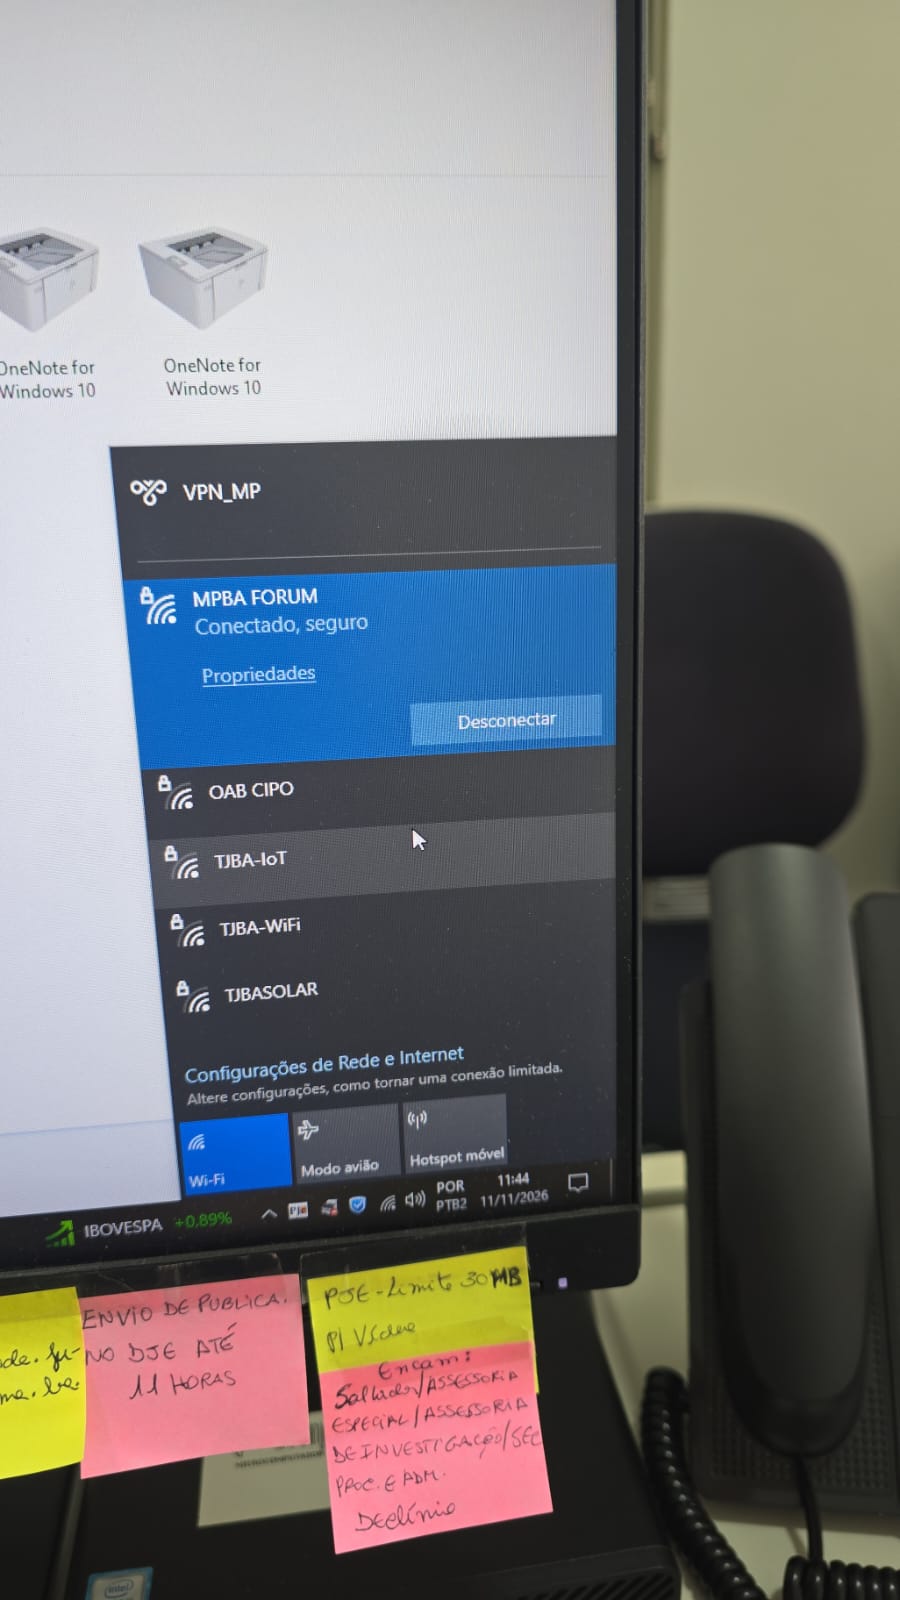 OneNote for
Windows 10
OneNote for
Windows 10
VPN_MP
MPBA FORUM
Conectado, seguro
Propriedades
Desconectar
OAB CIPO
TJBA-IoT
TJBA-WiFi
TJBASOLAR
Configurações de Rede e Internet
Altere configurações, como tornar uma conexão limitada.
Wi-Fi
Modo avião
Hotspot móvel
IBOVESPA +0,89%
PJe
POR
PTB2
11:44
11/11/2026
ENVIO DE PUBLICA.
NO DJE ATÉ
11 HORAS
PJE - Limite 30 MB
P/ Vídeo
Encam:
Salvador/ASSESSORIA
ESPECIAL/ASSESSORIA
DE INVESTIGAÇÃO/SEC
PROC. E ADM.
Declínio
intel